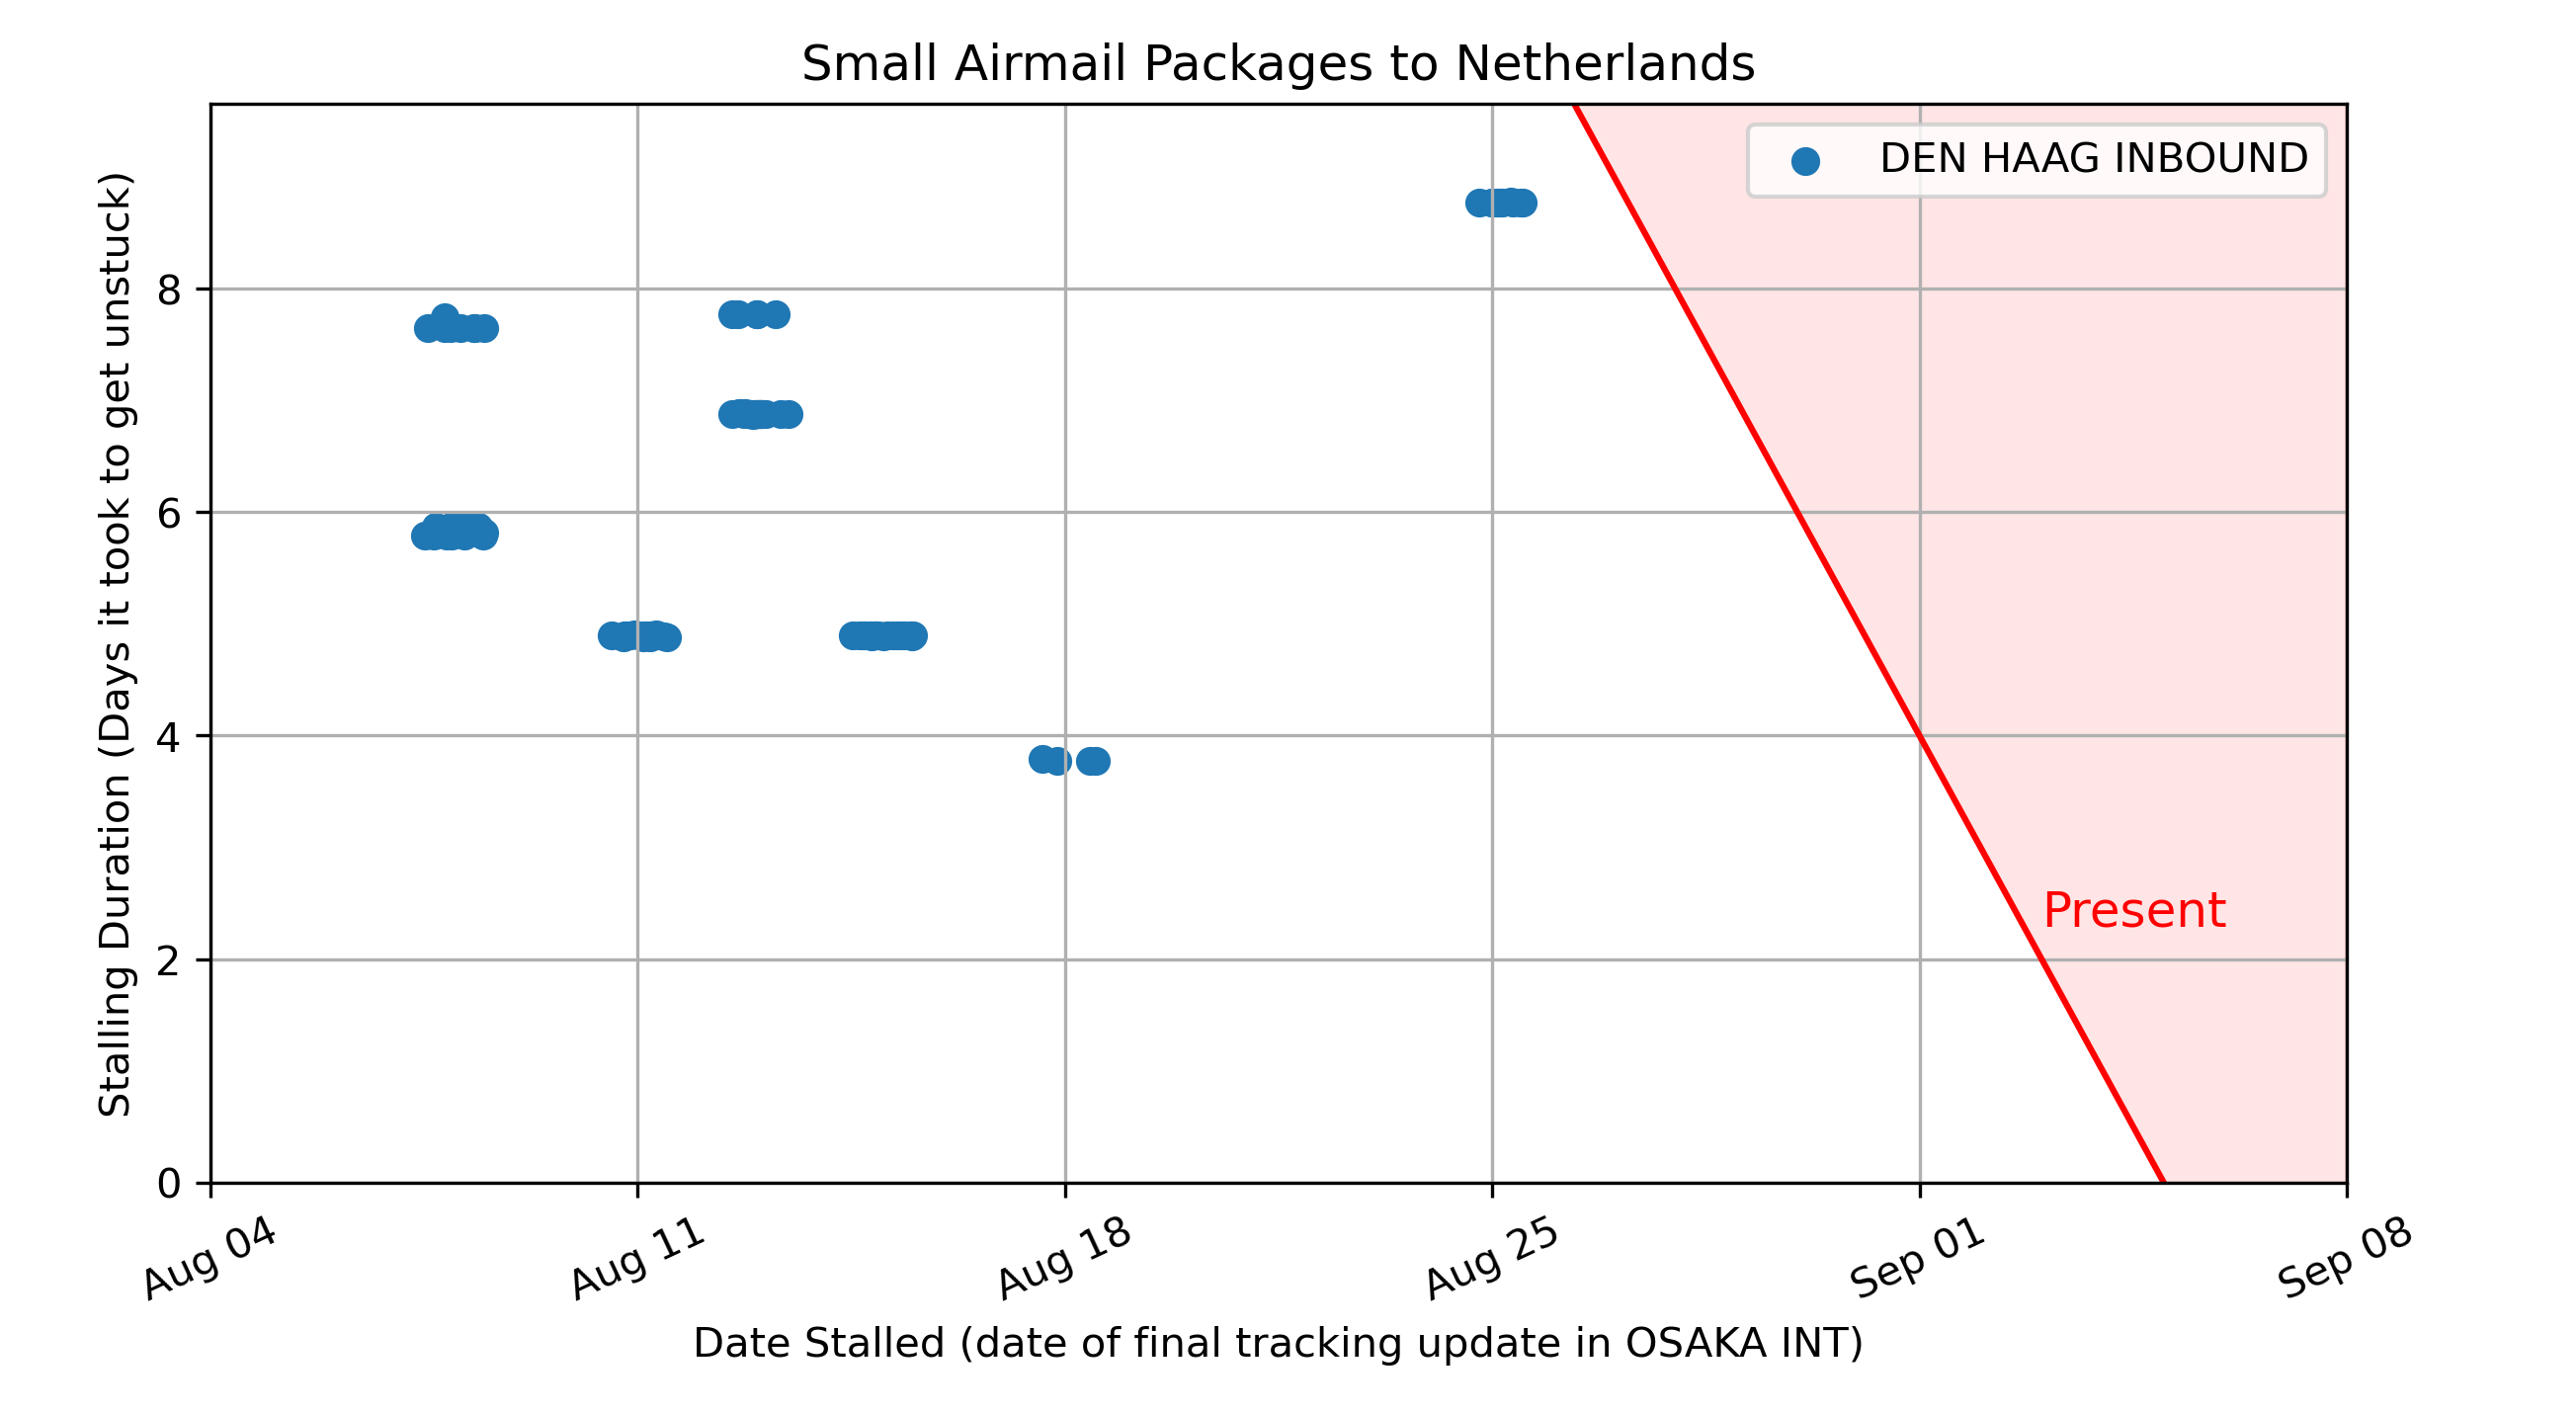 Small Airmail Packages to Netherlands
DEN HAAG INBOUND
Stalling Duration (Days it took to get unstuck)
8
6
4
2
0
Present
Aug 04
Aug 11
Aug 18
Aug 25
Sep 01
Sep 08
Date Stalled (date of final tracking update in OSAKA INT)